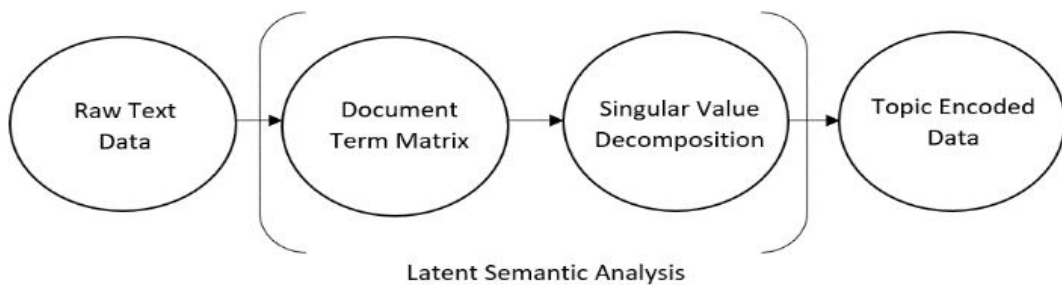 Raw Text
Data
Document
Term Matrix
Singular Value
Decomposition
Topic Encoded
Data
Latent Semantic Analysis